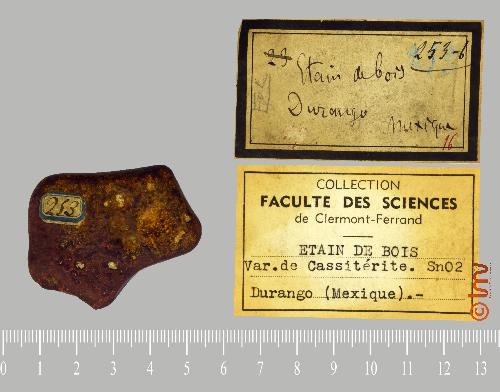 23 253-b
Etain de bois
Durango Mexique
16
253
COLLECTION
FACULTE DES SCIENCES
de Clermont-Ferrand
ETAIN DE BOIS
Var.de Cassitérite. SnO2
Durango (Mexique).-
0 1 2 3 4 5 6 7 8 9 10 11 12 13